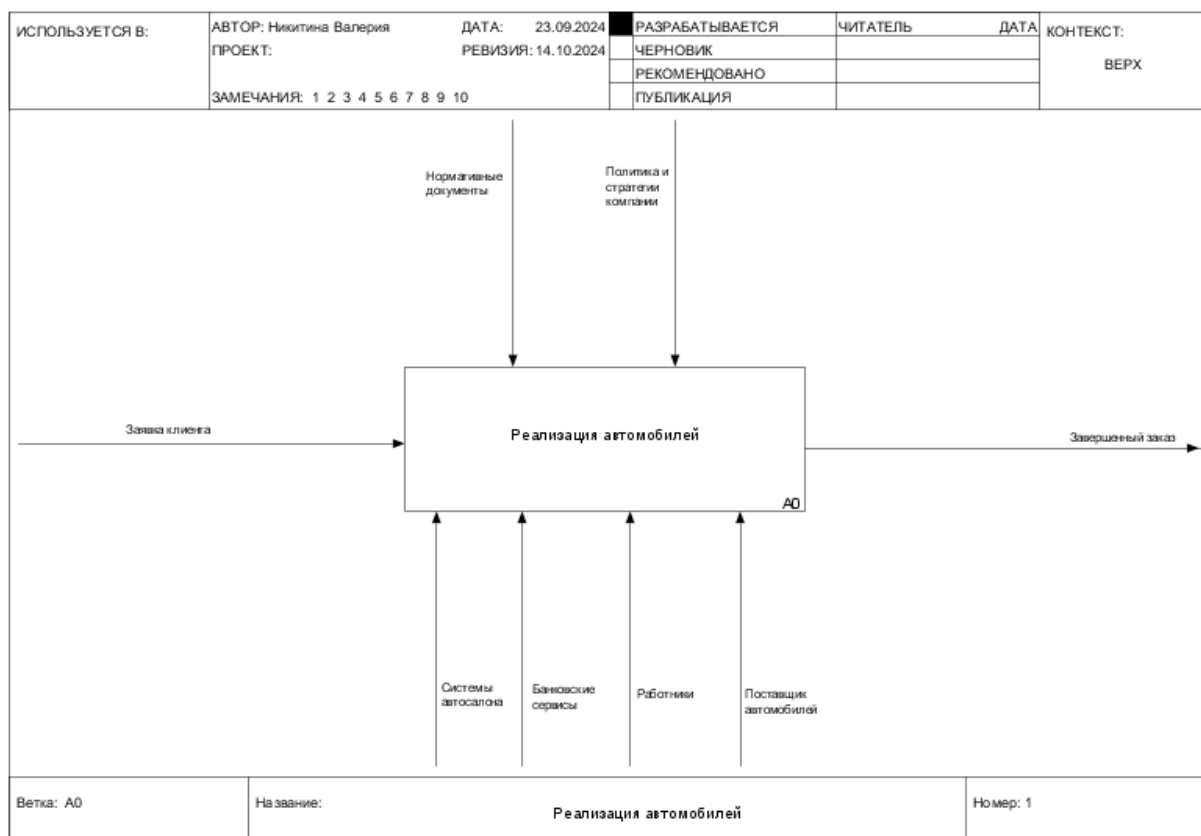 ИСПОЛЬЗУЕТСЯ В:
АВТОР: Никитина Валерия
ДАТА: 23.09.2024
РАЗРАБАТЫВАЕТСЯ
ЧИТАТЕЛЬ
ДАТА
КОНТЕКСТ:
ПРОЕКТ:
РЕВИЗИЯ: 14.10.2024
ЧЕРНОВИК
ВЕРХ
РЕКОМЕНДОВАНО
ЗАМЕЧАНИЯ: 1 2 3 4 5 6 7 8 9 10
ПУБЛИКАЦИЯ
Нормативные
документы
Политика и
стратегии
компании
Заявка клиента
Реализация автомобилей
A0
Завершенный заказ
Системы
автосалона
Банковские
сервисы
Работники
Поставщик
автомобилей
Ветка: A0
Название:
Реализация автомобилей
Номер: 1